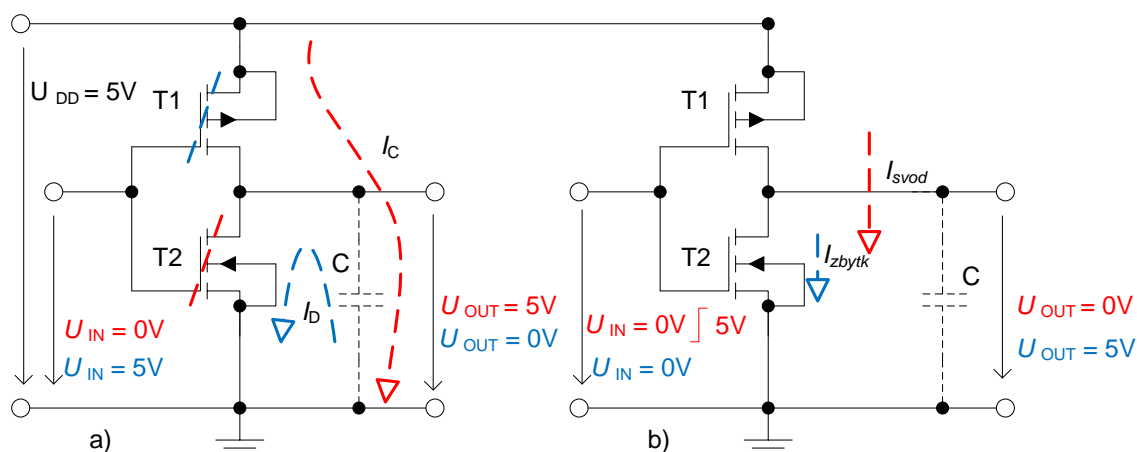 U DD = 5V
T1
I C
T2
C
I D
U IN = 0V
U IN = 5V
U OUT = 5V
U OUT = 0V
a)
T1
I svod
T2
I zbytk
C
U IN = 0V ⌡ 5V
U IN = 0V
U OUT = 0V
U OUT = 5V
b)